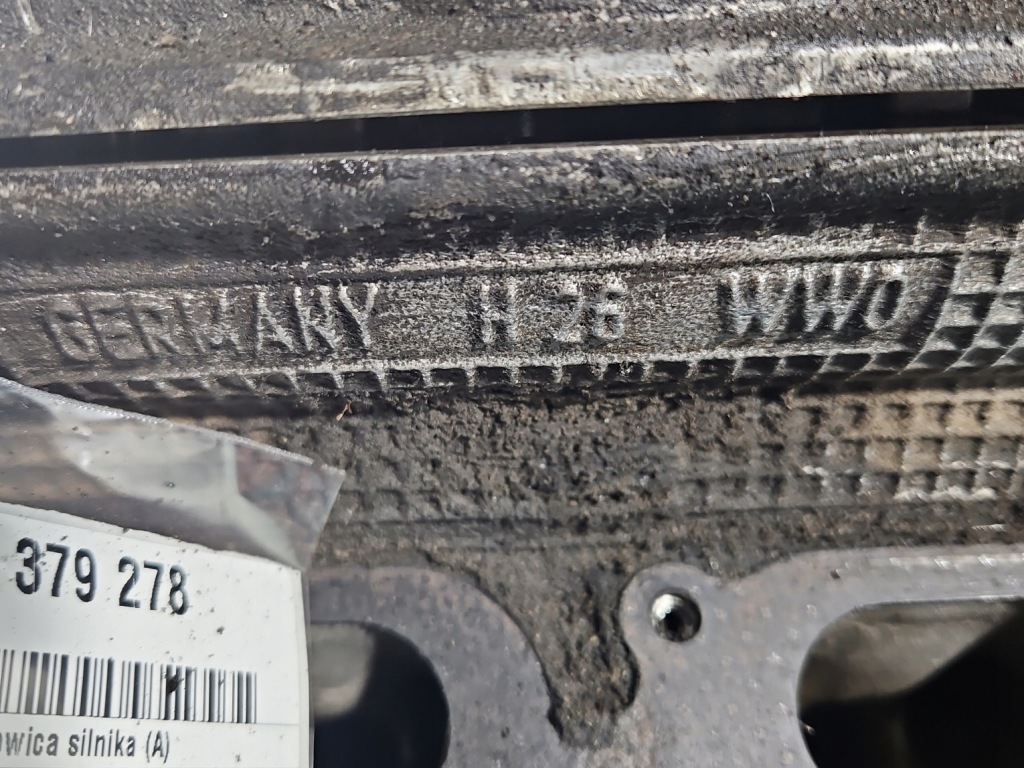 GERMANY H 26 WWO
379 278
owica silnika (A)